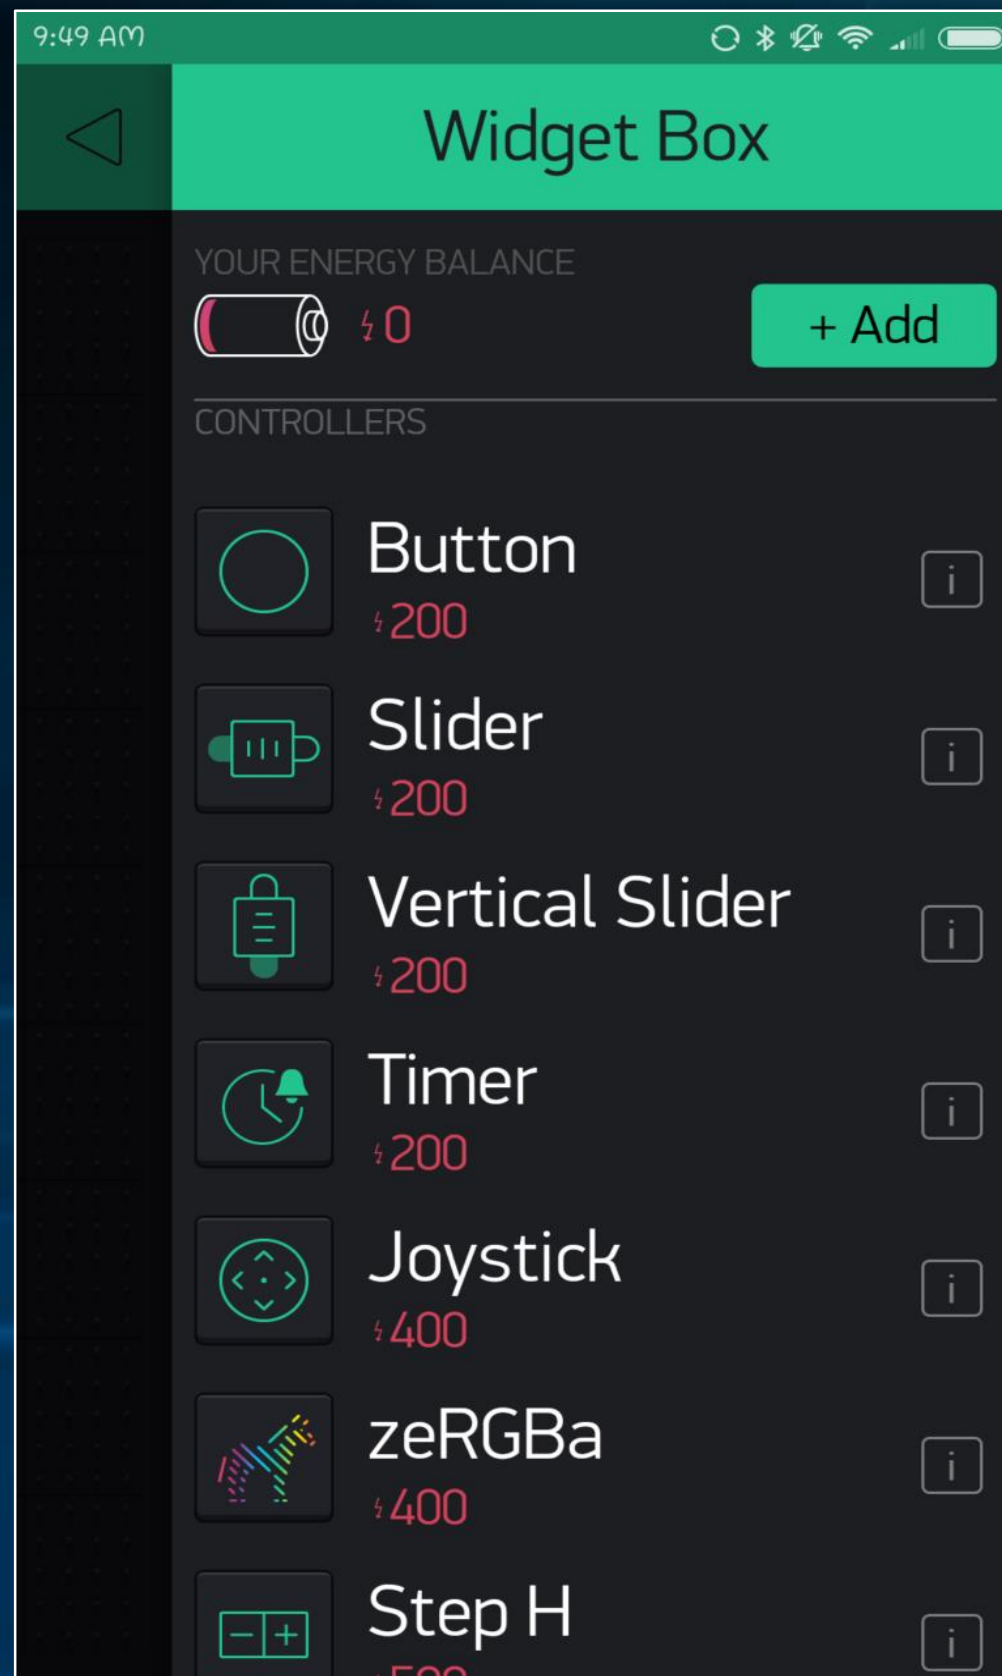 9:49 AM
Widget Box
YOUR ENERGY BALANCE
0
+ Add
CONTROLLERS
Button
200
i
Slider
200
i
Vertical Slider
200
i
Timer
200
i
Joystick
400
i
zeRGBa
400
i
Step H
i